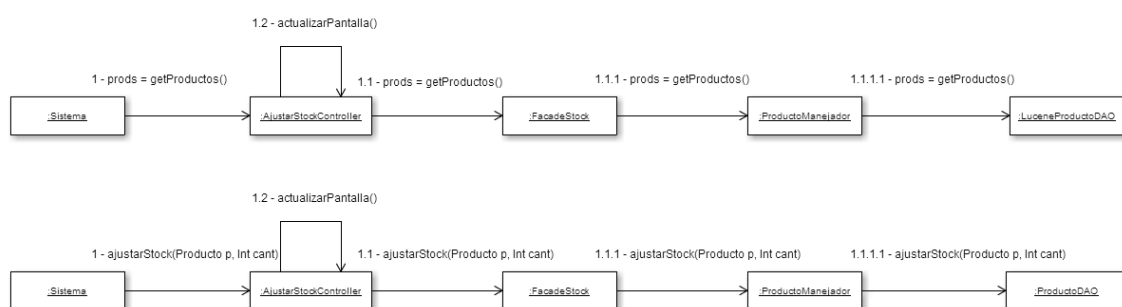 1.2 - actualizarPantalla()
1 - prods = getProductos()
1.1 - prods = getProductos()
1.1.1 - prods = getProductos()
1.1.1.1 - prods = getProductos()
:Sistema
:AjustarStockController
:FacadeStock
:ProductoManejador
:LuceneProductoDAO
1.2 - actualizarPantalla()
1 - ajustarStock(Producto p, Int cant)
1.1 - ajustarStock(Producto p, Int cant)
1.1.1 - ajustarStock(Producto p, Int cant)
1.1.1.1 - ajustarStock(Producto p, Int cant)
:Sistema
:AjustarStockController
:FacadeStock
:ProductoManejador
:ProductoDAO